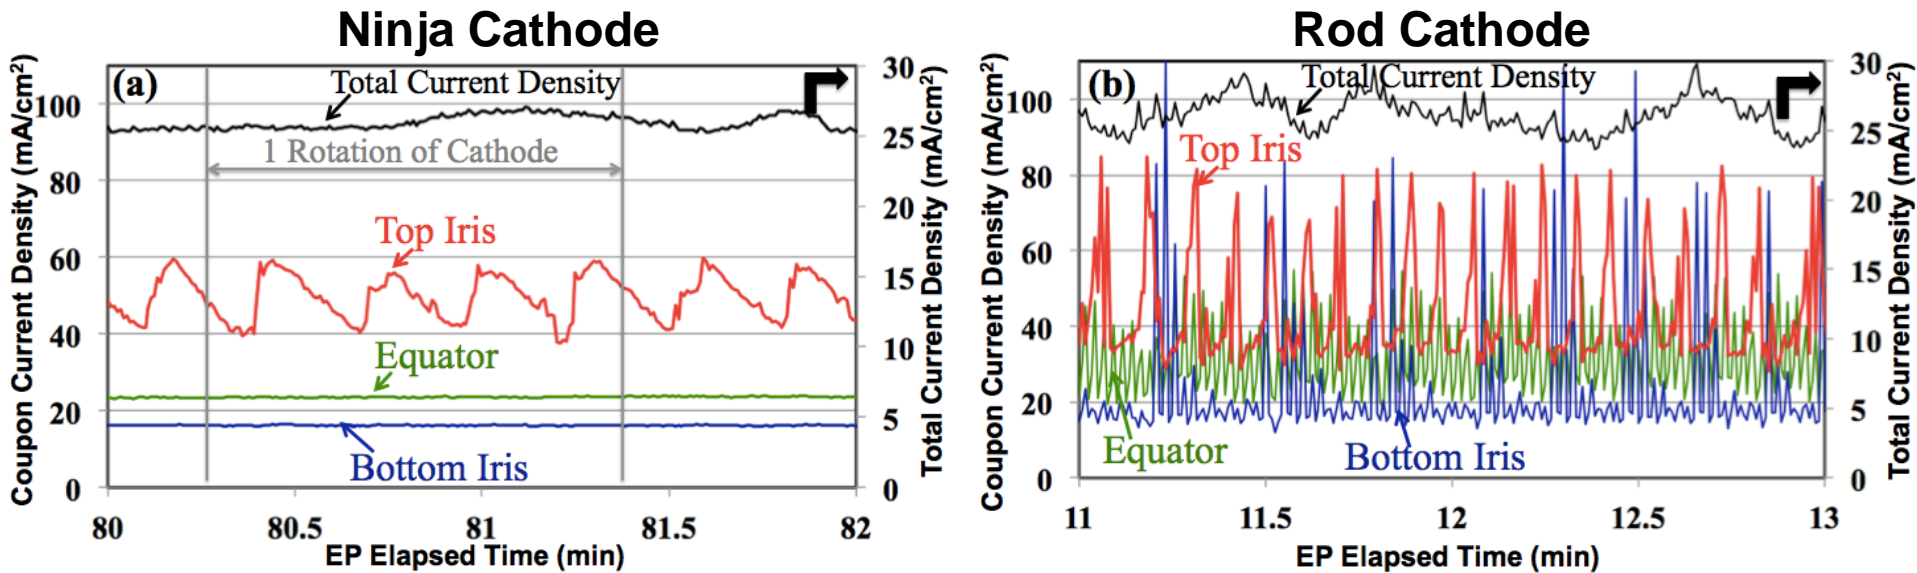 Ninja Cathode
Rod Cathode
Coupon Current Density (mA/cm²)
100
80
60
40
20
0
(a)
Total Current Density
1 Rotation of Cathode
Top Iris
Equator
Bottom Iris
30
25
20
15
10
5
0
Total Current Density (mA/cm²)
80
80.5
81
81.5
82
EP Elapsed Time (min)
Coupon Current Density (mA/cm²)
100
80
60
40
20
0
(b)
Total Current Density
Top Iris
Equator
Bottom Iris
30
25
20
15
10
5
0
Total Current Density (mA/cm²)
11
11.5
12
12.5
13
EP Elapsed Time (min)